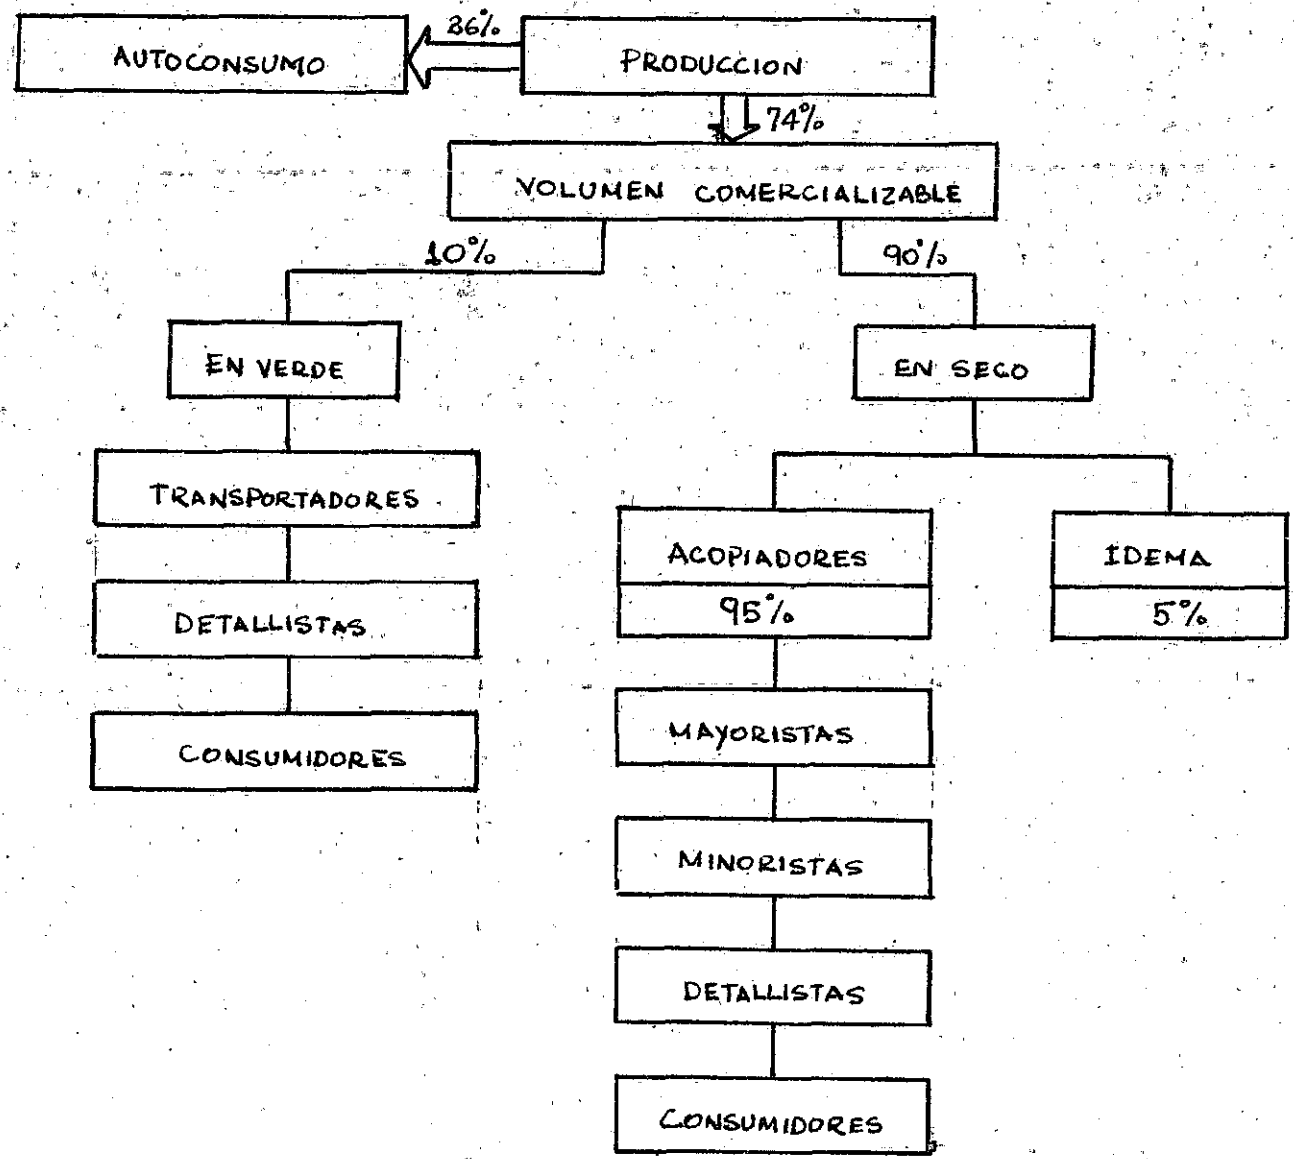 36%
AUTOCONSUMO
PRODUCCION
74%
VOLUMEN COMERCIALIZABLE
10%
90%
EN VERDE
EN SECO
TRANSPORTADORES
ACOPIADORES
IDEMA
95%
5%
DETALLISTAS
MAYORISTAS
CONSUMIDORES
MINORISTAS
DETALLISTAS
CONSUMIDORES